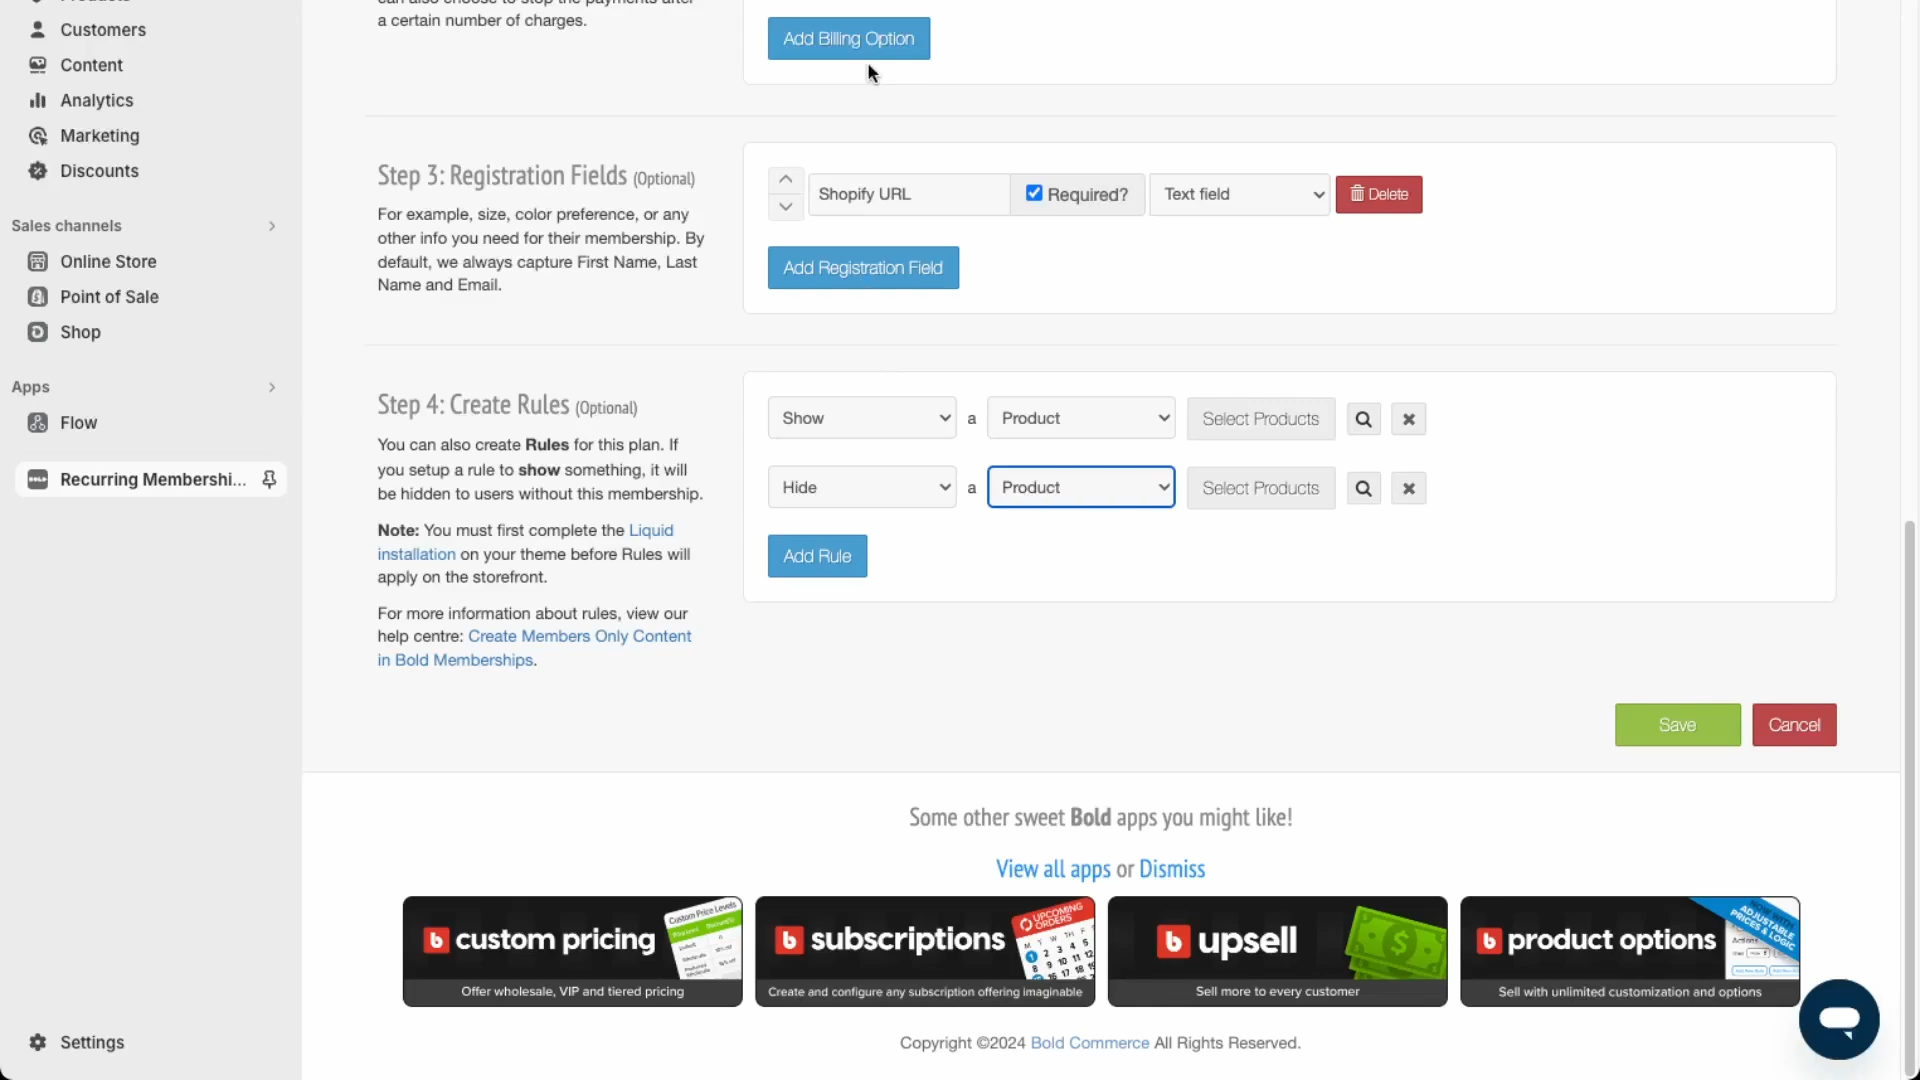 Customers
Content
Analytics
Marketing
Discounts
Sales channels
Online Store
Point of Sale
Shop
Apps
Flow
Recurring Membershi...
Settings
a certain number of charges.
Add Billing Option
Step 3: Registration Fields (Optional)
For example, size, color preference, or any
other info you need for their membership. By
default, we always capture First Name, Last
Name and Email.
Shopify URL
Required?
Text field
Delete
Add Registration Field
Step 4: Create Rules (Optional)
You can also create Rules for this plan. If
you setup a rule to show something, it will
be hidden to users without this membership.
Note: You must first complete the Liquid
installation on your theme before Rules will
apply on the storefront.
For more information about rules, view our
help centre: Create Members Only Content
in Bold Memberships.
Show a Product Select Products
Hide a Product Select Products
Add Rule
Save
Cancel
Some other sweet Bold apps you might like!
View all apps or Dismiss
b custom pricing
Custom Price Levels
Offer wholesale, VIP and tiered pricing
b subscriptions
UPCOMING
ORDERS
Create and configure any subscription offering imaginable
b upsell
Sell more to every customer
b product options
ADJUSTABLE
PRICES & LOGIC
Actions
Sell with unlimited customization and options
Copyright ©2024 Bold Commerce All Rights Reserved.